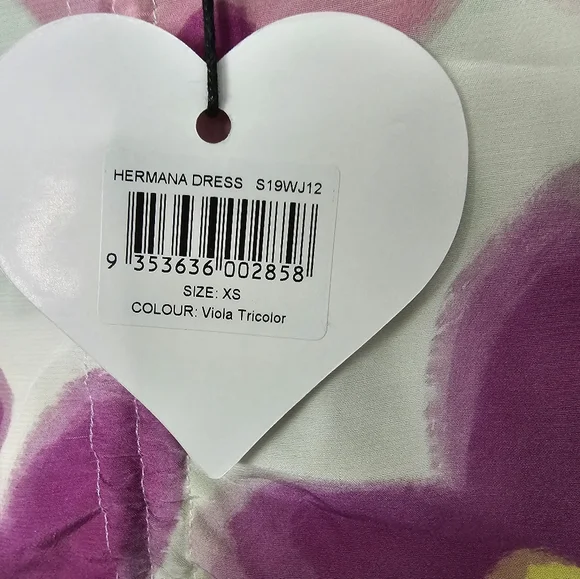 HERMANA DRESS S19WJ12
9 353636 002858
SIZE: XS
COLOUR: Viola Tricolor